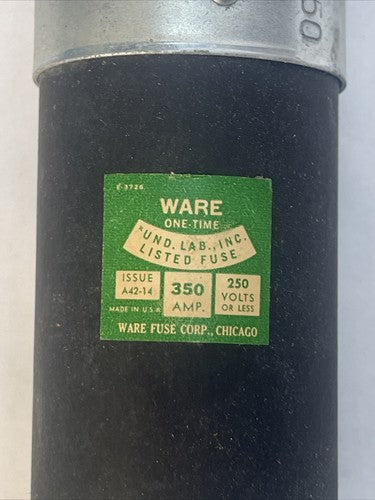 60
E 3726
WARE
ONE-TIME
UND. LAB., INC.
LISTED FUSE
ISSUE
A42-14
350
AMP.
250
VOLTS
OR LESS
MADE IN U.S.A
WARE FUSE CORP., CHICAGO